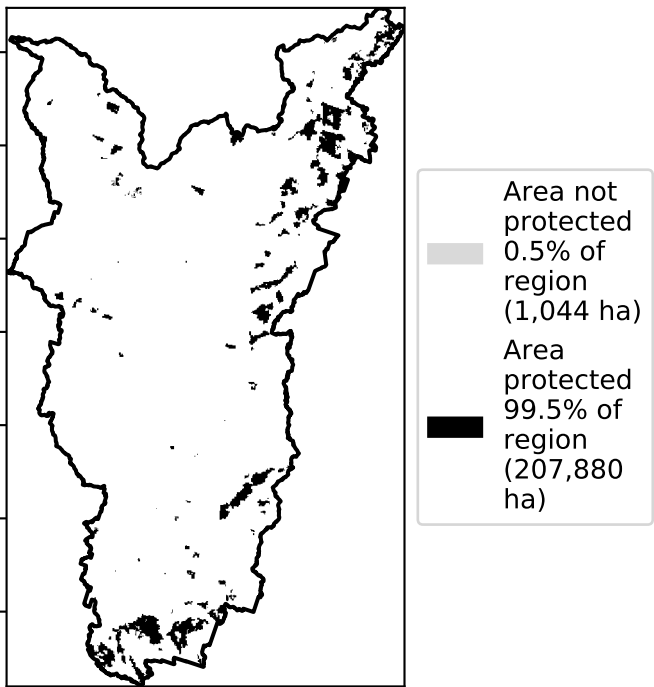 Area not
protected
0.5% of
region
(1,044 ha)
Area
protected
99.5% of
region
(207,880
ha)